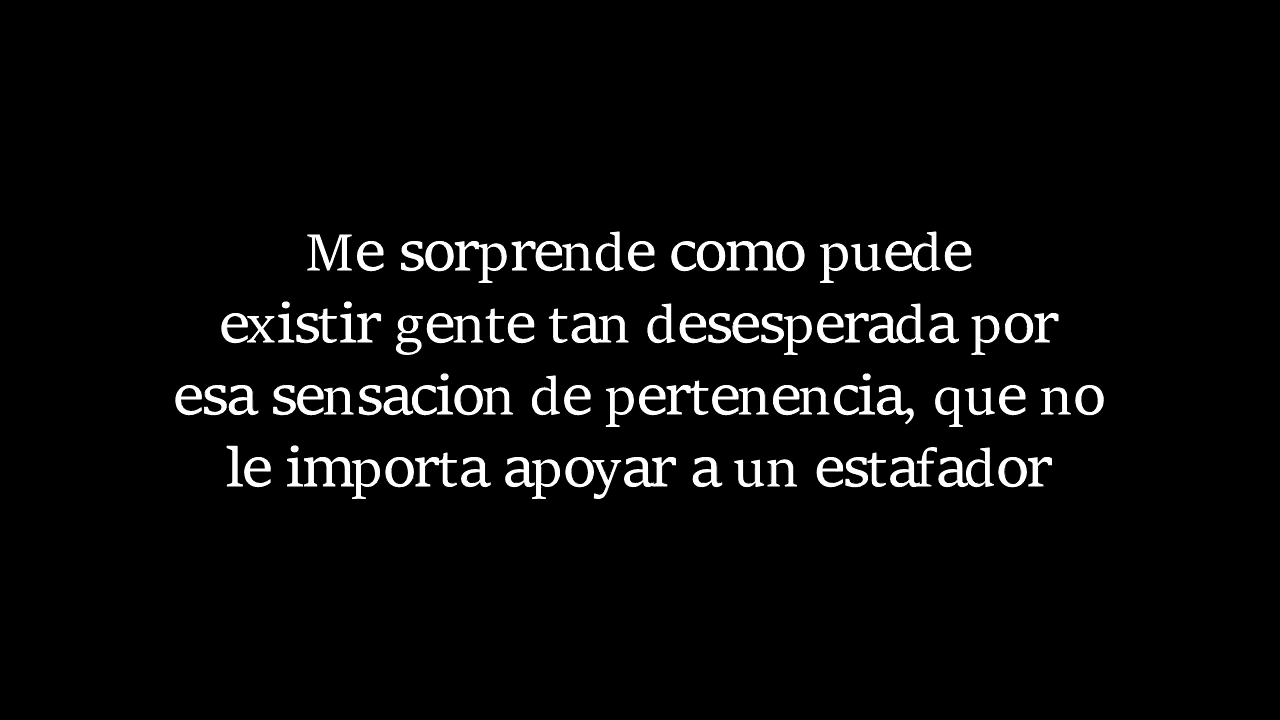 Me sorprende como puede
existir gente tan desesperada por
esa sensacion de pertenencia, que no
le importa apoyar a un estafador